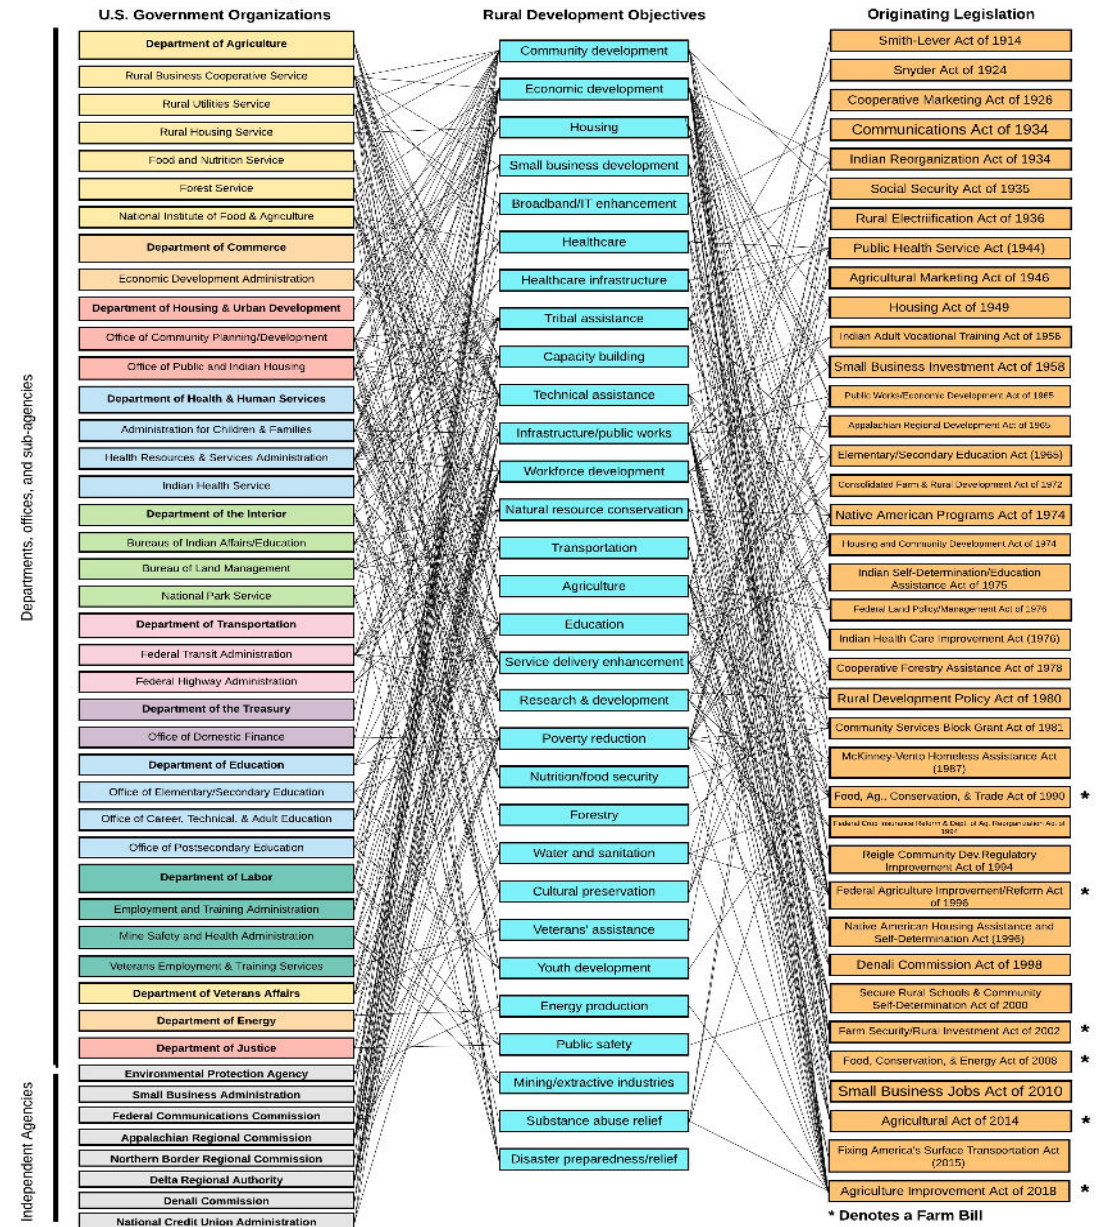 U.S. Government Organizations
Department of Agriculture
Rural Business Cooperative Service
Rural Utilities Service
Rural Housing Service
Food and Nutrition Service
Forest Service
National Institute of Food & Agriculture
Department of Commerce
Economic Development Administration
Department of Housing & Urban Development
Office of Community Planning/Development
Office of Public and Indian Housing
Department of Health & Human Services
Administration for Children & Families
Health Resources & Services Administration
Indian Health Service
Department of the Interior
Bureaus of Indian Affairs/Education
Bureau of Land Management
National Park Service
Department of Transportation
Federal Transit Administration
Federal Highway Administration
Department of the Treasury
Office of Domestic Finance
Department of Education
Office of Elementary/Secondary Education
Office of Career, Technical, & Adult Education
Office of Postsecondary Education
Department of Labor
Employment and Training Administration
Mine Safety and Health Administration
Veterans Employment & Training Services
Department of Veterans Affairs
Department of Energy
Department of Justice
Environmental Protection Agency
Small Business Administration
Federal Communications Commission
Appalachian Regional Commission
Northern Border Regional Commission
Delta Regional Authority
Denali Commission
National Credit Union Administration
Departments, offices, and sub-agencies
Independent Agencies
Rural Development Objectives
Community development
Economic development
Housing
Small business development
Broadband/IT enhancement
Healthcare
Healthcare infrastructure
Tribal assistance
Capacity building
Technical assistance
Infrastructure/public works
Workforce development
Natural resource conservation
Transportation
Agriculture
Education
Service delivery enhancement
Research & development
Poverty reduction
Nutrition/food security
Forestry
Water and sanitation
Cultural preservation
Veterans' assistance
Youth development
Energy production
Public safety
Mining/extractive industries
Substance abuse relief
Disaster preparedness/relief
Originating Legislation
Smith-Lever Act of 1914
Snyder Act of 1924
Cooperative Marketing Act of 1926
Communications Act of 1934
Indian Reorganization Act of 1934
Social Security Act of 1935
Rural Electriification Act of 1936
Public Health Service Act (1944)
Agricultural Marketing Act of 1946
Housing Act of 1949
Indian Adult Vocational Training Act of 1956
Small Business Investment Act of 1958
Public Works/Economic Development Act of 1965
Appalachian Regional Development Act of 1965
Elementary/Secondary Education Act (1965)
Consolidated Farm & Rural Development Act of 1972
Native American Programs Act of 1974
Housing and Community Development Act of 1974
Indian Self-Determination/Education
Assistance Act of 1975
Federal Land Policy/Management Act of 1976
Indian Health Care Improvement Act (1976)
Cooperative Forestry Assistance Act of 1978
Rural Development Policy Act of 1980
Community Services Block Grant Act of 1981
McKinney-Vento Homeless Assistance Act
(1987)
Food, Ag., Conservation, & Trade Act of 1990 *
Federal Crop Insurance Reform & Dept. of Ag. Reorganization Act of
1994
Reigle Community Dev.Regulatory
Improvement Act of 1994
Federal Agriculture Improvement/Reform Act *
of 1996
Native American Housing Assistance and
Self-Determination Act (1996)
Denali Commission Act of 1998
Secure Rural Schools & Community
Self-Determination Act of 2000
Farm Security/Rural Investment Act of 2002 *
Food, Conservation, & Energy Act of 2008 *
Small Business Jobs Act of 2010
Agricultural Act of 2014 *
Fixing America's Surface Transportation Act
(2015)
Agriculture Improvement Act of 2018 *
* Denotes a Farm Bill